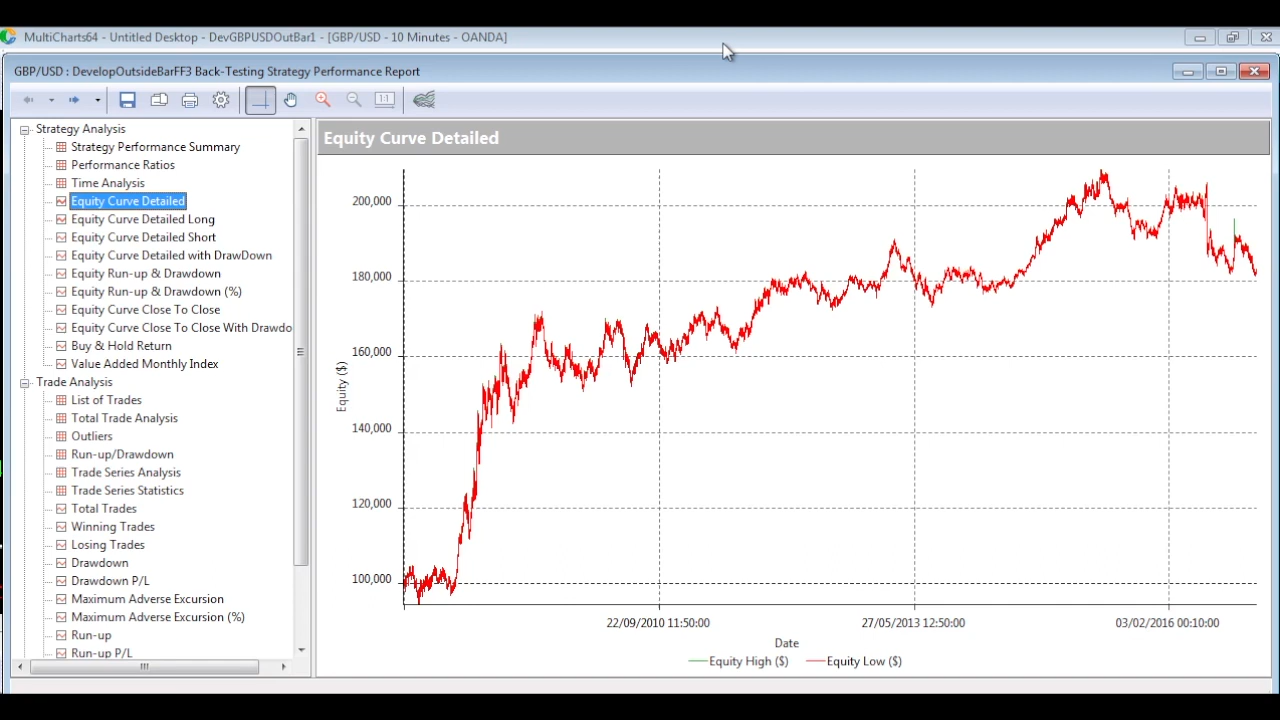 MultiCharts64 - Untitled Desktop - DevGBPUSDOutBar1 - [GBP/USD - 10 Minutes - OANDA]
GBP/USD : DevelopOutsideBarFF3 Back-Testing Strategy Performance Report
1:1
Strategy Analysis
Strategy Performance Summary
Performance Ratios
Time Analysis
Equity Curve Detailed
Equity Curve Detailed Long
Equity Curve Detailed Short
Equity Curve Detailed with DrawDown
Equity Run-up & Drawdown
Equity Run-up & Drawdown (%)
Equity Curve Close To Close
Equity Curve Close To Close With Drawdo
Buy & Hold Return
Value Added Monthly Index
Trade Analysis
List of Trades
Total Trade Analysis
Outliers
Run-up/Drawdown
Trade Series Analysis
Trade Series Statistics
Total Trades
Winning Trades
Losing Trades
Drawdown
Drawdown P/L
Maximum Adverse Excursion
Maximum Adverse Excursion (%)
Run-up
Run-up P/L
Equity Curve Detailed
200,000
180,000
160,000
140,000
120,000
100,000
Equity ($)
22/09/2010 11:50:00
27/05/2013 12:50:00
03/02/2016 00:10:00
Date
Equity High ($)
Equity Low ($)